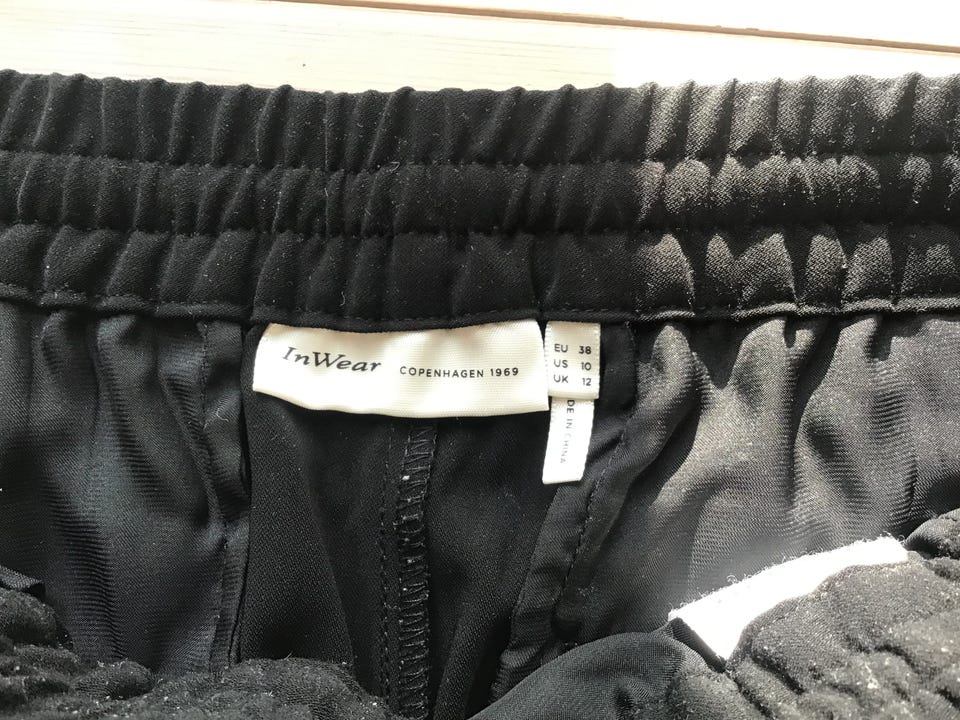 InWear COPENHAGEN 1969
EU 38
US 10
UK 12
DE IN CHINA